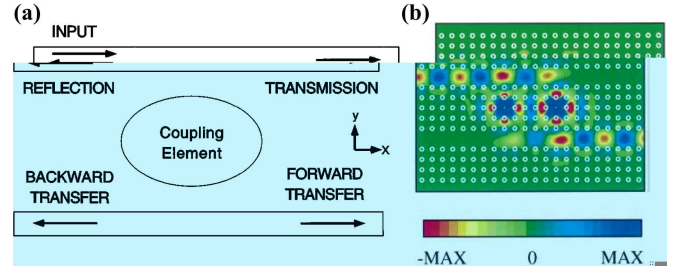 (a)
INPUT
REFLECTION
TRANSMISSION
Coupling
Element
y
x
BACKWARD
TRANSFER
FORWARD
TRANSFER
(b)
-MAX 0 MAX